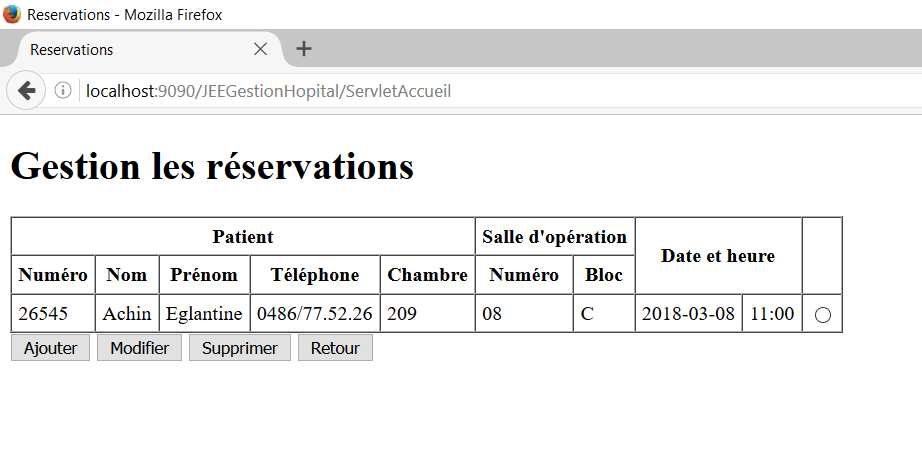 Reservations - Mozilla Firefox
Reservations
localhost:9090/JEEGestionHopital/ServletAccueil
Gestion les réservations
Patient Salle d'opération Date et heure
Numéro Nom Prénom Téléphone Chambre Numéro Bloc
26545 Achin Eglantine 0486/77.52.26 209 08 C 2018-03-08 11:00
Ajouter Modifier Supprimer Retour